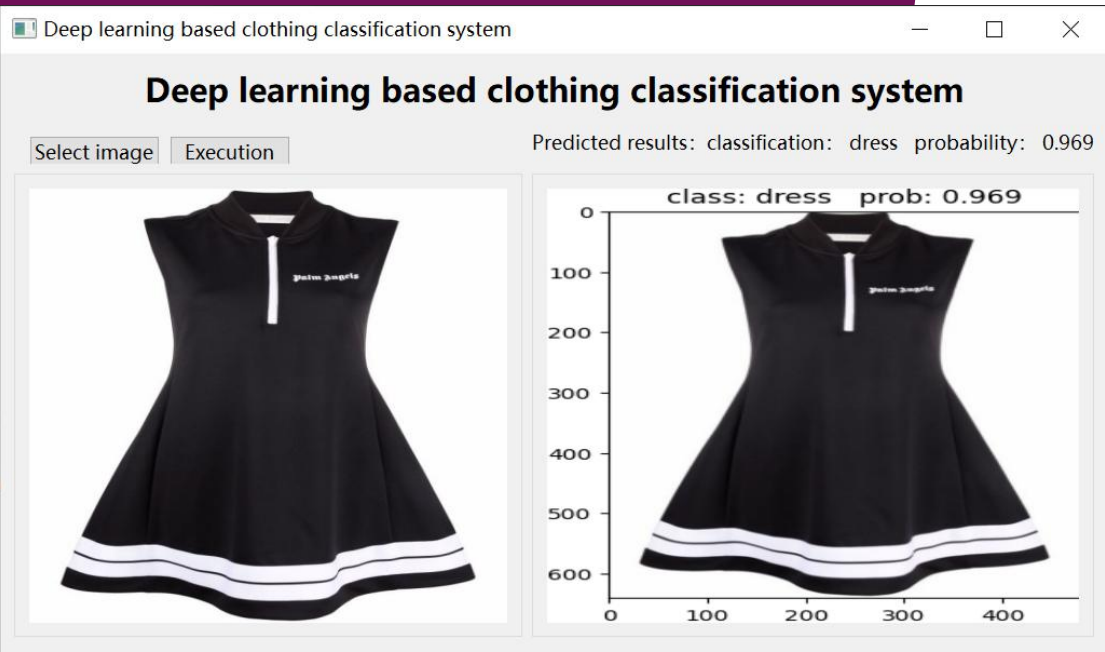 Deep learning based clothing classification system
Deep learning based clothing classification system
Select image
Execution
Predicted results: classification: dress probability: 0.969
Palm Angels
class: dress prob: 0.969
0
100
200
300
400
500
600
0 100 200 300 400
Palm Angels